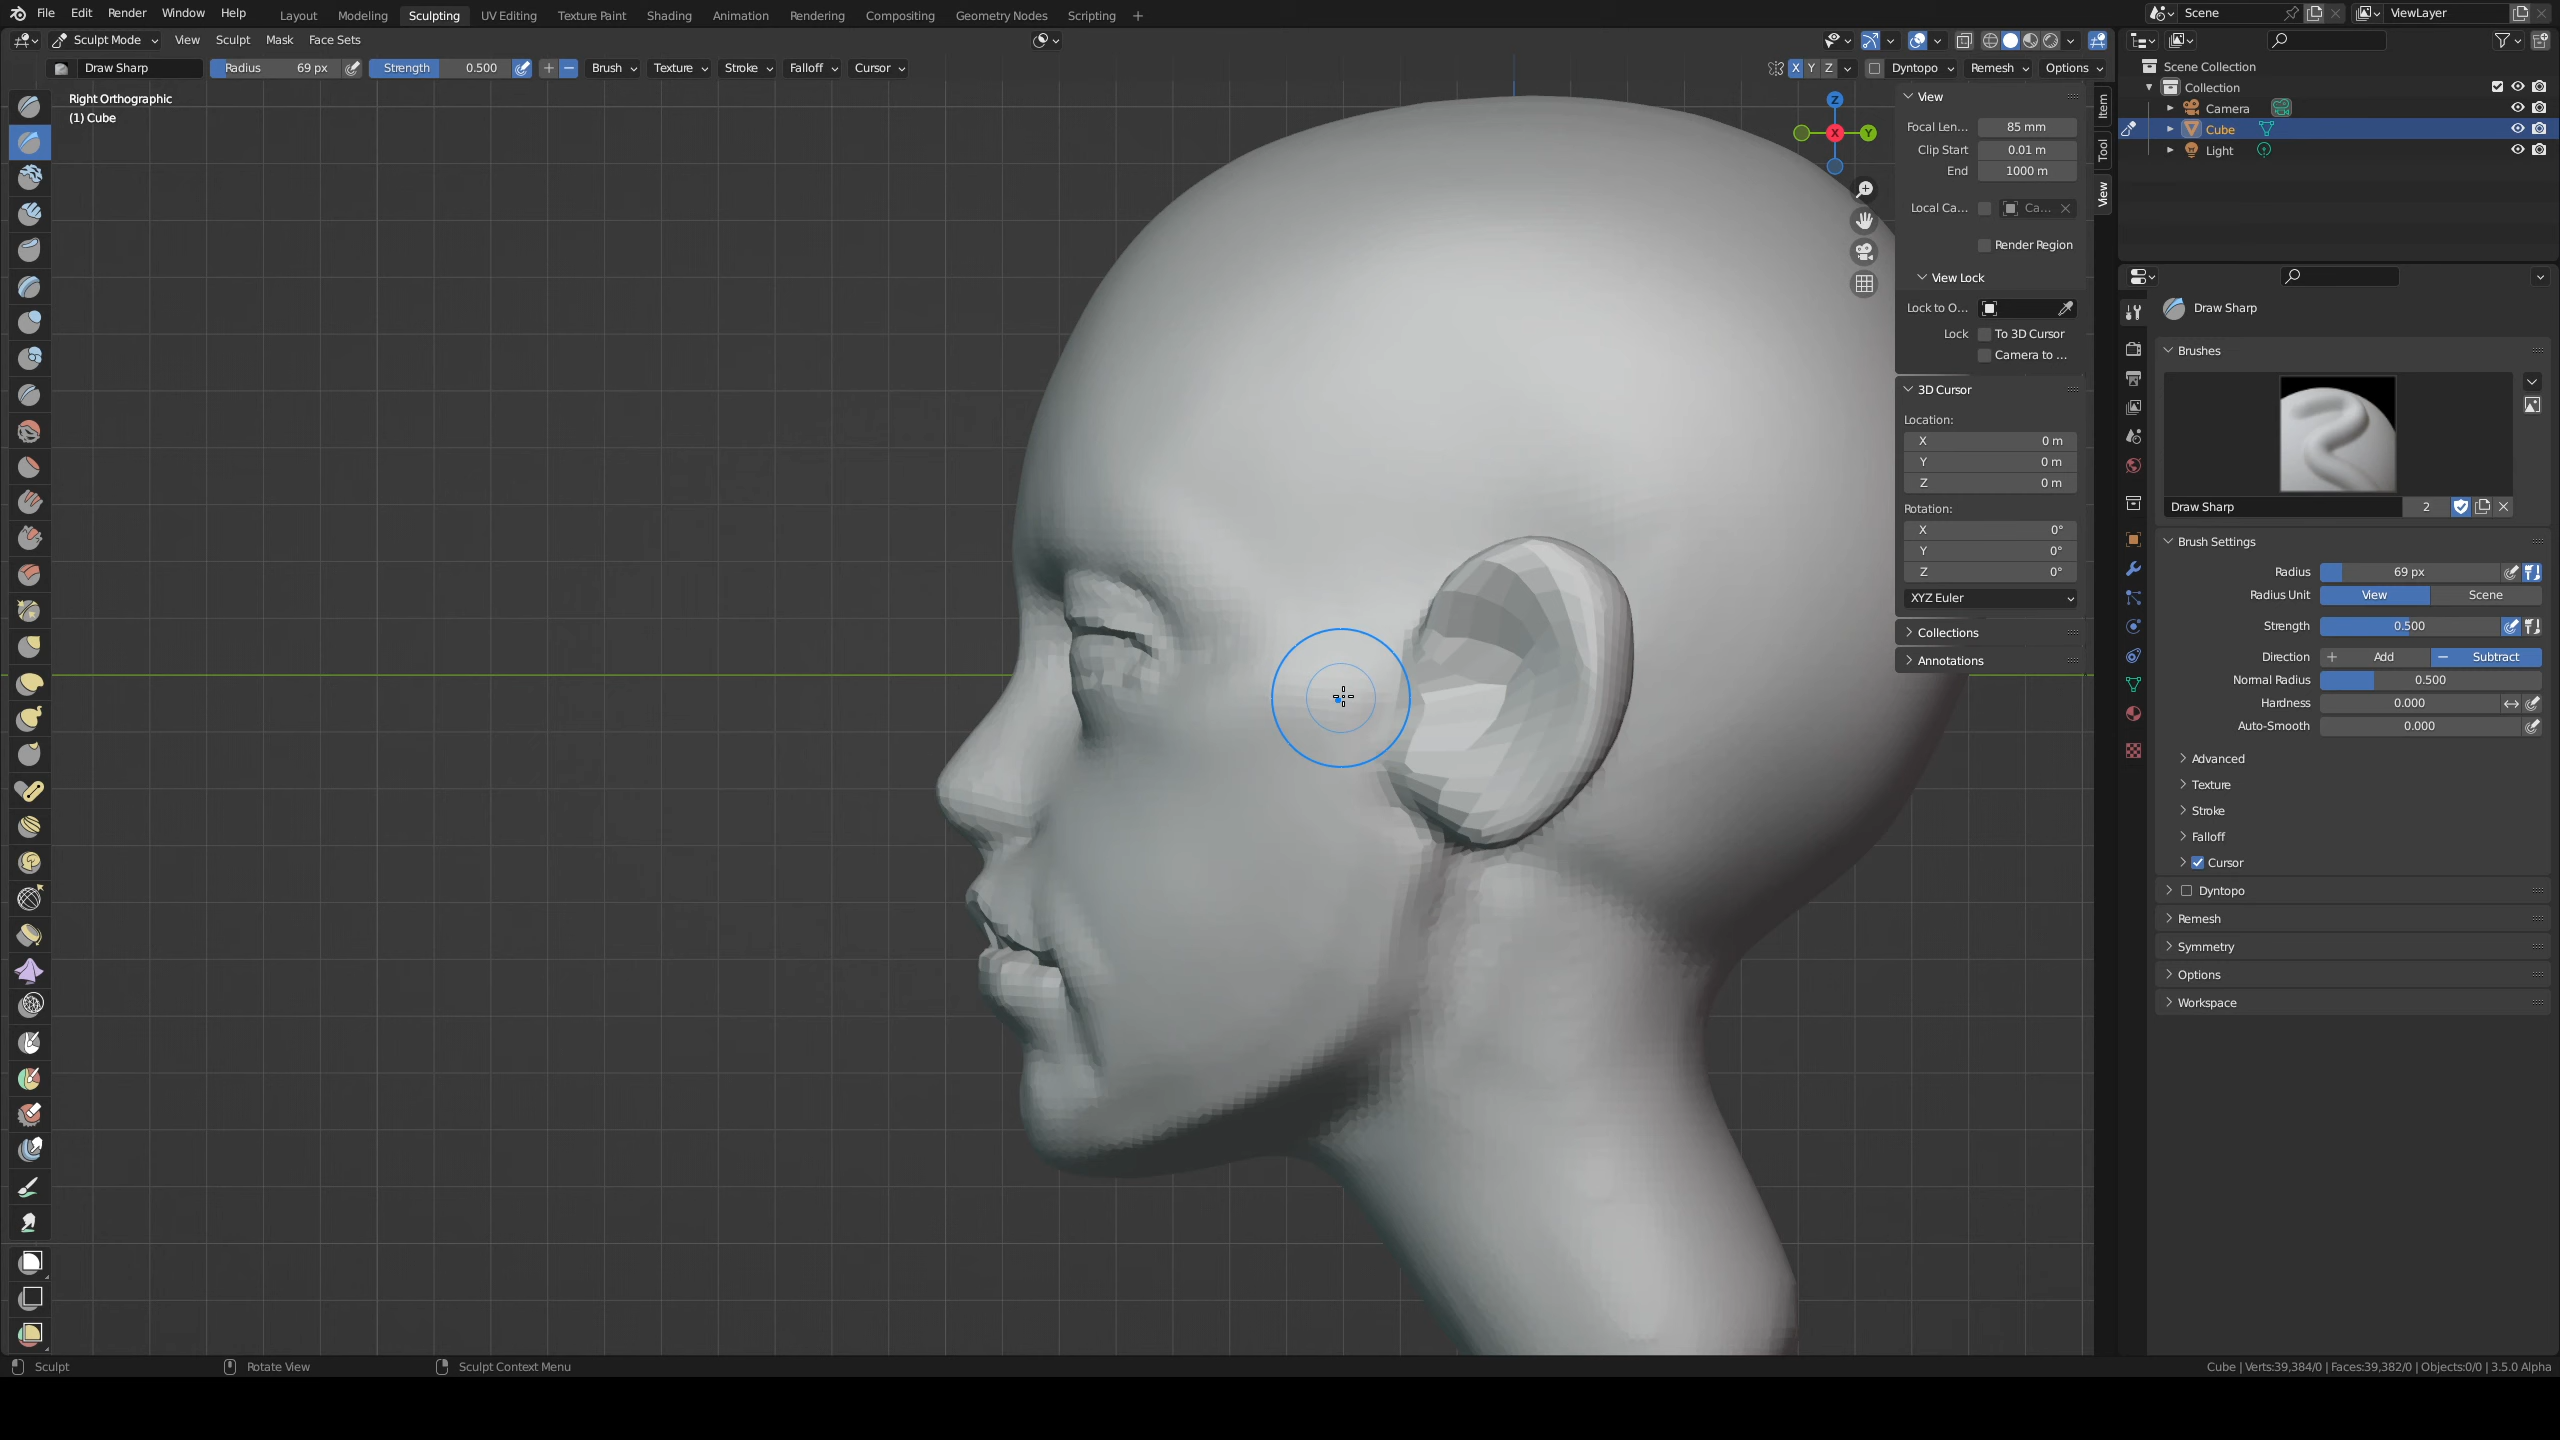 File Edit Render Window Help Layout Modeling Sculpting UV Editing Texture Paint Shading Animation Rendering Compositing Geometry Nodes Scripting + Scene ViewLayer
Sculpt Mode View Sculpt Mask Face Sets
Draw Sharp Radius 69 px Strength 0.500 Brush Texture Stroke Falloff Cursor X Y Z Dyntopo Remesh Options
Right Orthographic
(1) Cube
Z
X
Y
View
Focal Len... 85 mm
Clip Start 0.01 m
End 1000 m
Local Ca... Ca...
Render Region
View Lock
Lock to O...
Lock To 3D Cursor
Camera to ...
3D Cursor
Location:
X 0 m
Y 0 m
Z 0 m
Rotation:
X 0°
Y 0°
Z 0°
XYZ Euler
Collections
Annotations
Item
Tool
View
Scene Collection
Collection
Camera
Cube
Light
Draw Sharp
Brushes
Draw Sharp 2
Brush Settings
Radius 69 px
Radius Unit View Scene
Strength 0.500
Direction Add Subtract
Normal Radius 0.500
Hardness 0.000
Auto-Smooth 0.000
Advanced
Texture
Stroke
Falloff
Cursor
Dyntopo
Remesh
Symmetry
Options
Workspace
Sculpt Rotate View Sculpt Context Menu Cube | Verts:39,384/0 | Faces:39,382/0 | Objects:0/0 | 3.5.0 Alpha